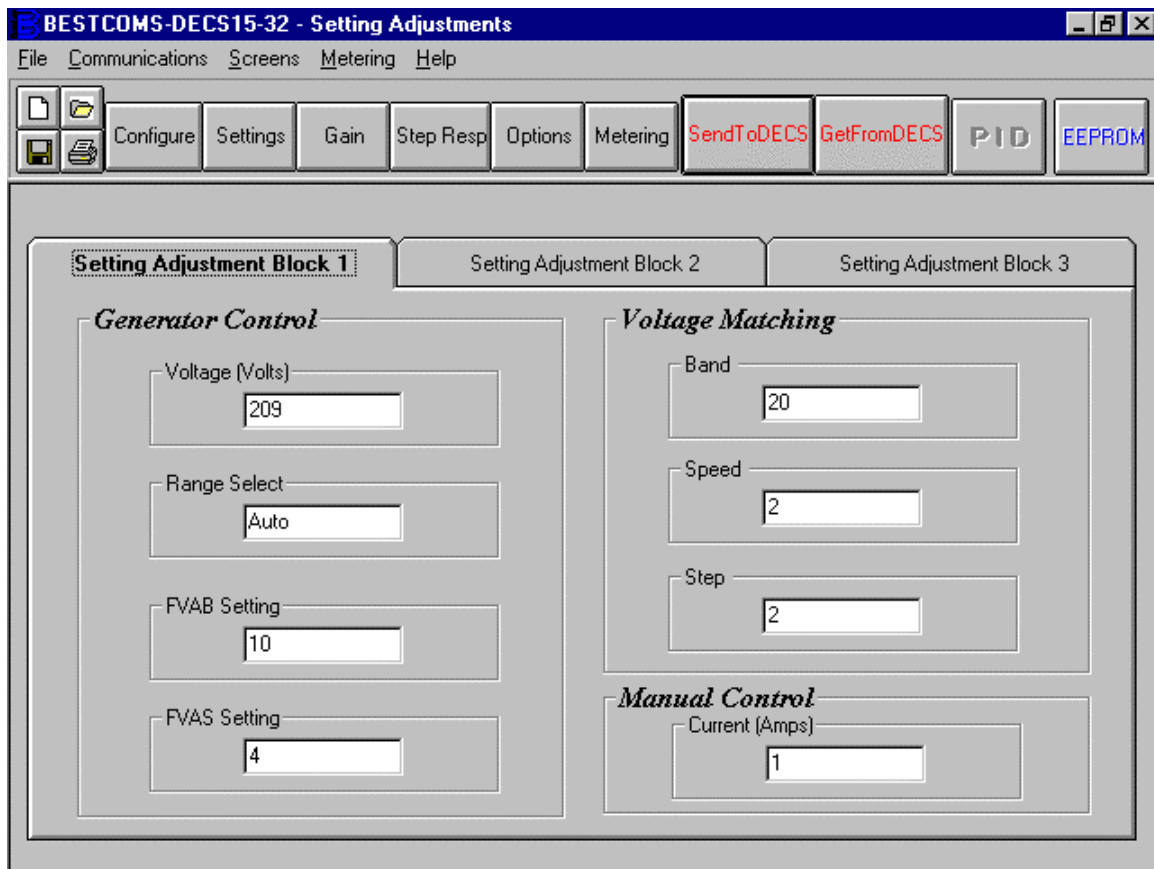 BESTCOMS-DECS15-32 - Setting Adjustments
File Communications Screens Metering Help
Configure Settings Gain Step Resp Options Metering SendToDECS GetFromDECS PID EEPROM
Setting Adjustment Block 1 Setting Adjustment Block 2 Setting Adjustment Block 3
Generator Control
Voltage (Volts)
209
Range Select
Auto
FVAB Setting
10
FVAS Setting
4
Voltage Matching
Band
20
Speed
2
Step
2
Manual Control
Current (Amps)
1